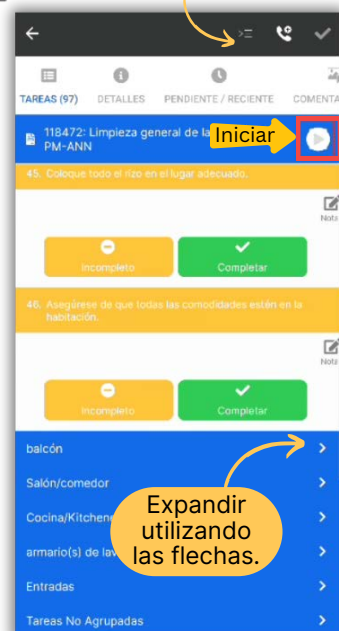 TAREAS (97) DETALLES PENDIENTE / RECIENTE COMENTA
118472: Limpieza general de la
PM-ANN
Iniciar
45. Coloque todo el rizo en el lugar adecuado.
Nota
Incompleto Completar
46. Asegúrese de que todas las comodidades estén en la
habitación.
Nota
Incompleto Completar
balcón
Salón/comedor
Cocina/Kitchene
armario(s) de lav
Entradas
Tareas No Agrupadas
Expandir
utilizando
las flechas.